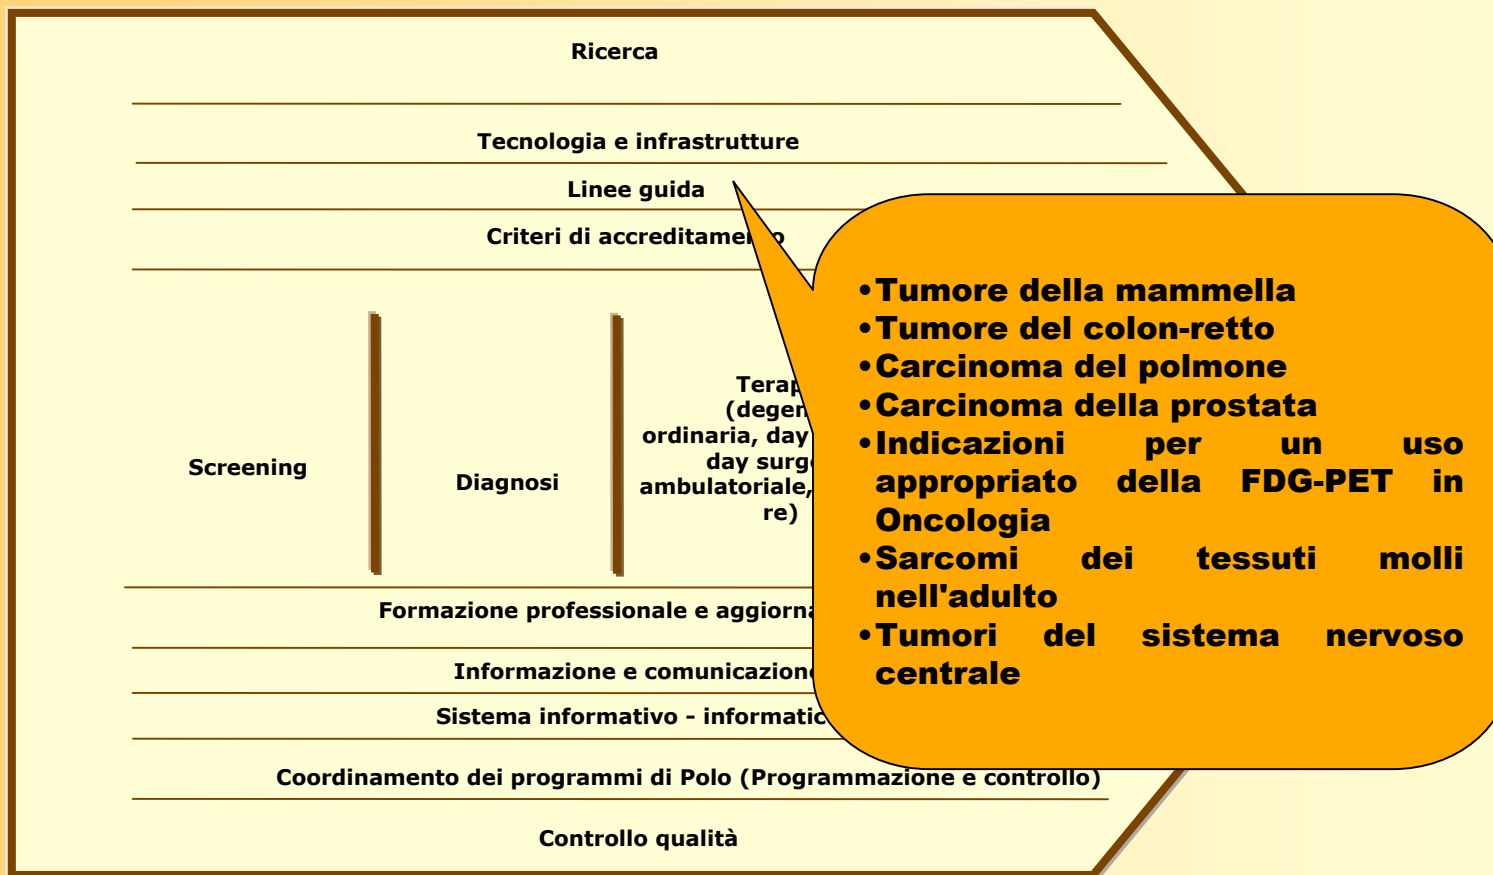 Ricerca
Tecnologia e infrastrutture
Linee guida
Criteri di accreditamento
Screening
Diagnosi
(degen
ordinaria, day
day surg
ambulatoriale,
re)
•Tumore della mammella
•Tumore del colon-retto
•Carcinoma del polmone
•Carcinoma della prostata
•Indicazioni per un uso
appropriato della FDG-PET in
Oncologia
•Sarcomi dei tessuti molli
nell'adulto
•Tumori del sistema nervoso
centrale
Formazione professionale e aggiorna
Informazione e comunicazione
Sistema informativo - informatic
Coordinamento dei programmi di Polo (Programmazione e controllo)
Controllo qualità